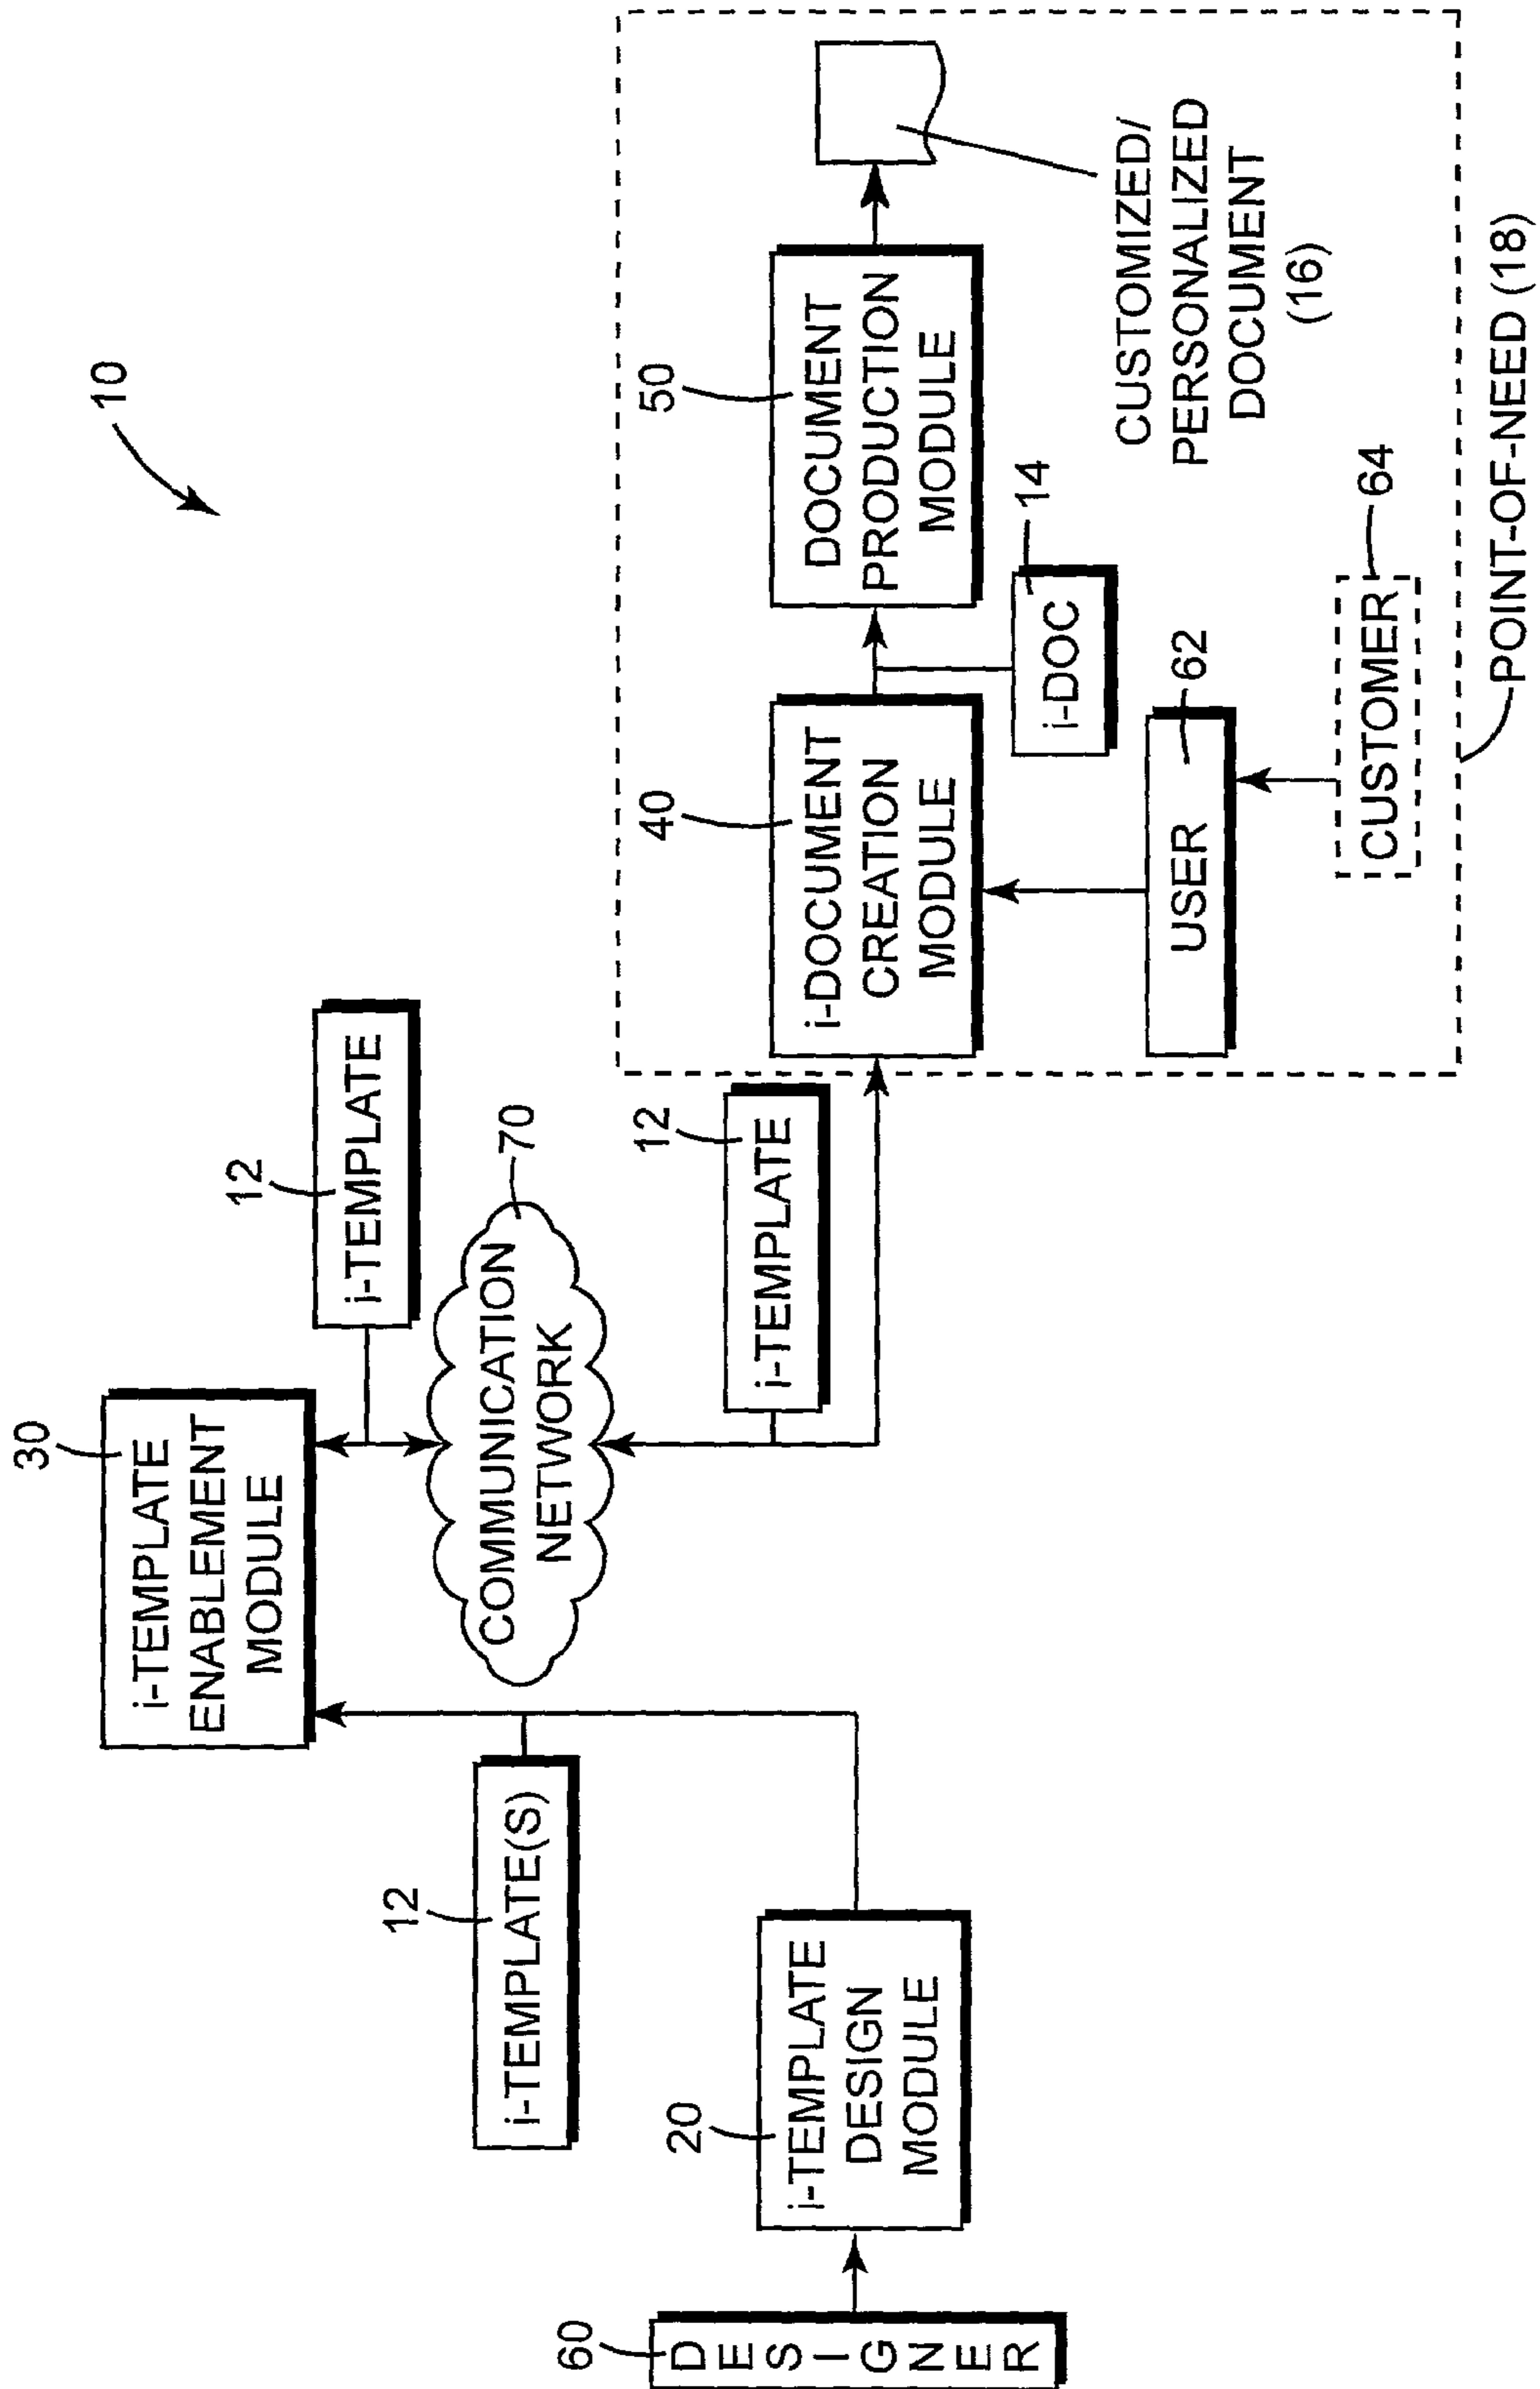 10
30
i-TEMPLATE
ENABLEMENT
MODULE
12
i-TEMPLATE
12
i-TEMPLATE(S)
COMMUNICATION
NETWORK
70
12
i-TEMPLATE
60
DESIGNER
20
i-TEMPLATE
DESIGN
MODULE
40
i-DOCUMENT
CREATION
MODULE
50
DOCUMENT
PRODUCTION
MODULE
14
i-DOC
62
USER
64
CUSTOMER
CUSTOMIZED/
PERSONALIZED
DOCUMENT
(16)
POINT-OF-NEED (18)